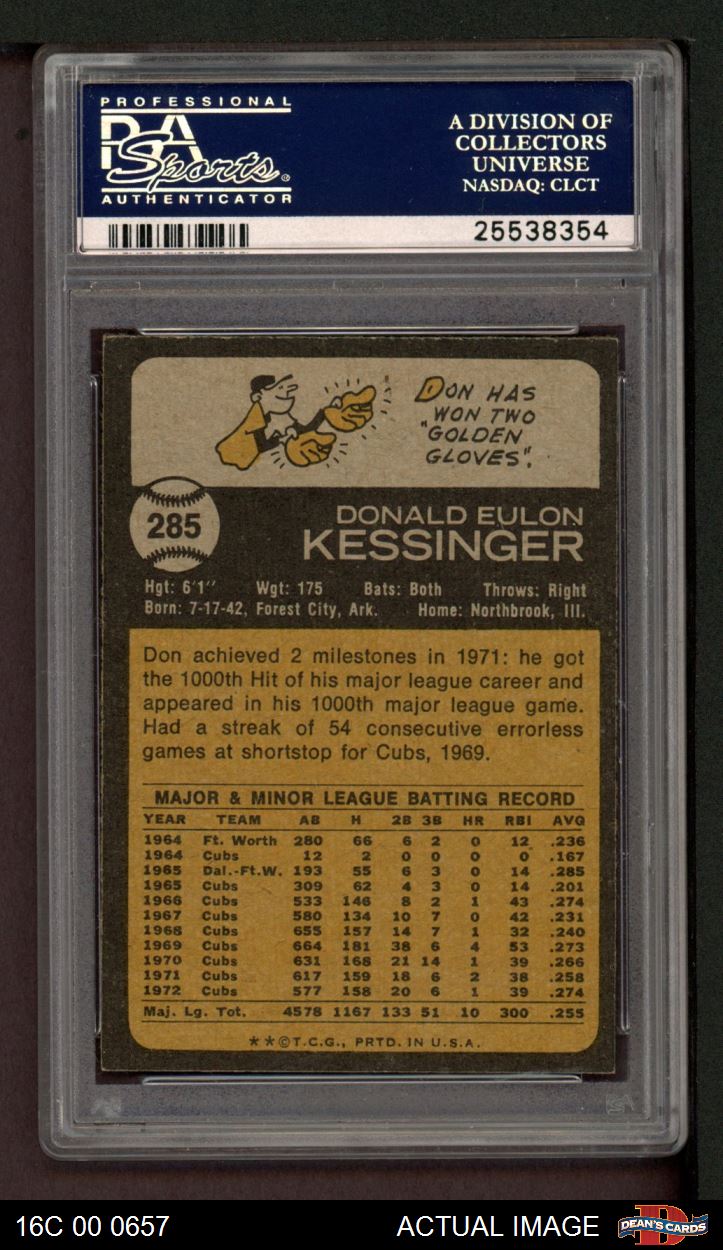 PROFESSIONAL
PSA
Sports®
AUTHENTICATOR
A DIVISION OF
COLLECTORS
UNIVERSE
NASDAQ: CLCT
25538354
DON HAS
WON TWO
"GOLDEN
GLOVES".
285
DONALD EULON
KESSINGER
Hgt: 6'1" Wgt: 175 Bats: Both Throws: Right
Born: 7-17-42, Forest City, Ark. Home: Northbrook, Ill.
Don achieved 2 milestones in 1971: he got
the 1000th Hit of his major league career and
appeared in his 1000th major league game.
Had a streak of 54 consecutive errorless
games at shortstop for Cubs, 1969.
MAJOR & MINOR LEAGUE BATTING RECORD
YEAR TEAM AB H 2B 3B HR RBI AVG
1964 Ft. Worth 280 66 6 2 0 12 .236
1964 Cubs 12 2 0 0 0 0 .167
1965 Dal.-Ft.W. 193 55 6 3 0 14 .285
1965 Cubs 309 62 4 3 0 14 .201
1966 Cubs 533 146 8 2 1 43 .274
1967 Cubs 580 134 10 7 0 42 .231
1968 Cubs 655 157 14 7 1 32 .240
1969 Cubs 664 181 38 6 4 53 .273
1970 Cubs 631 168 21 14 1 39 .266
1971 Cubs 617 159 18 6 2 38 .258
1972 Cubs 577 158 20 6 1 39 .274
Maj. Lg. Tot. 4578 1167 133 51 10 300 .255
**©T.C.G., PRTD. IN U.S.A.
16C 00 0657
ACTUAL IMAGE
DEAN'S CARDS